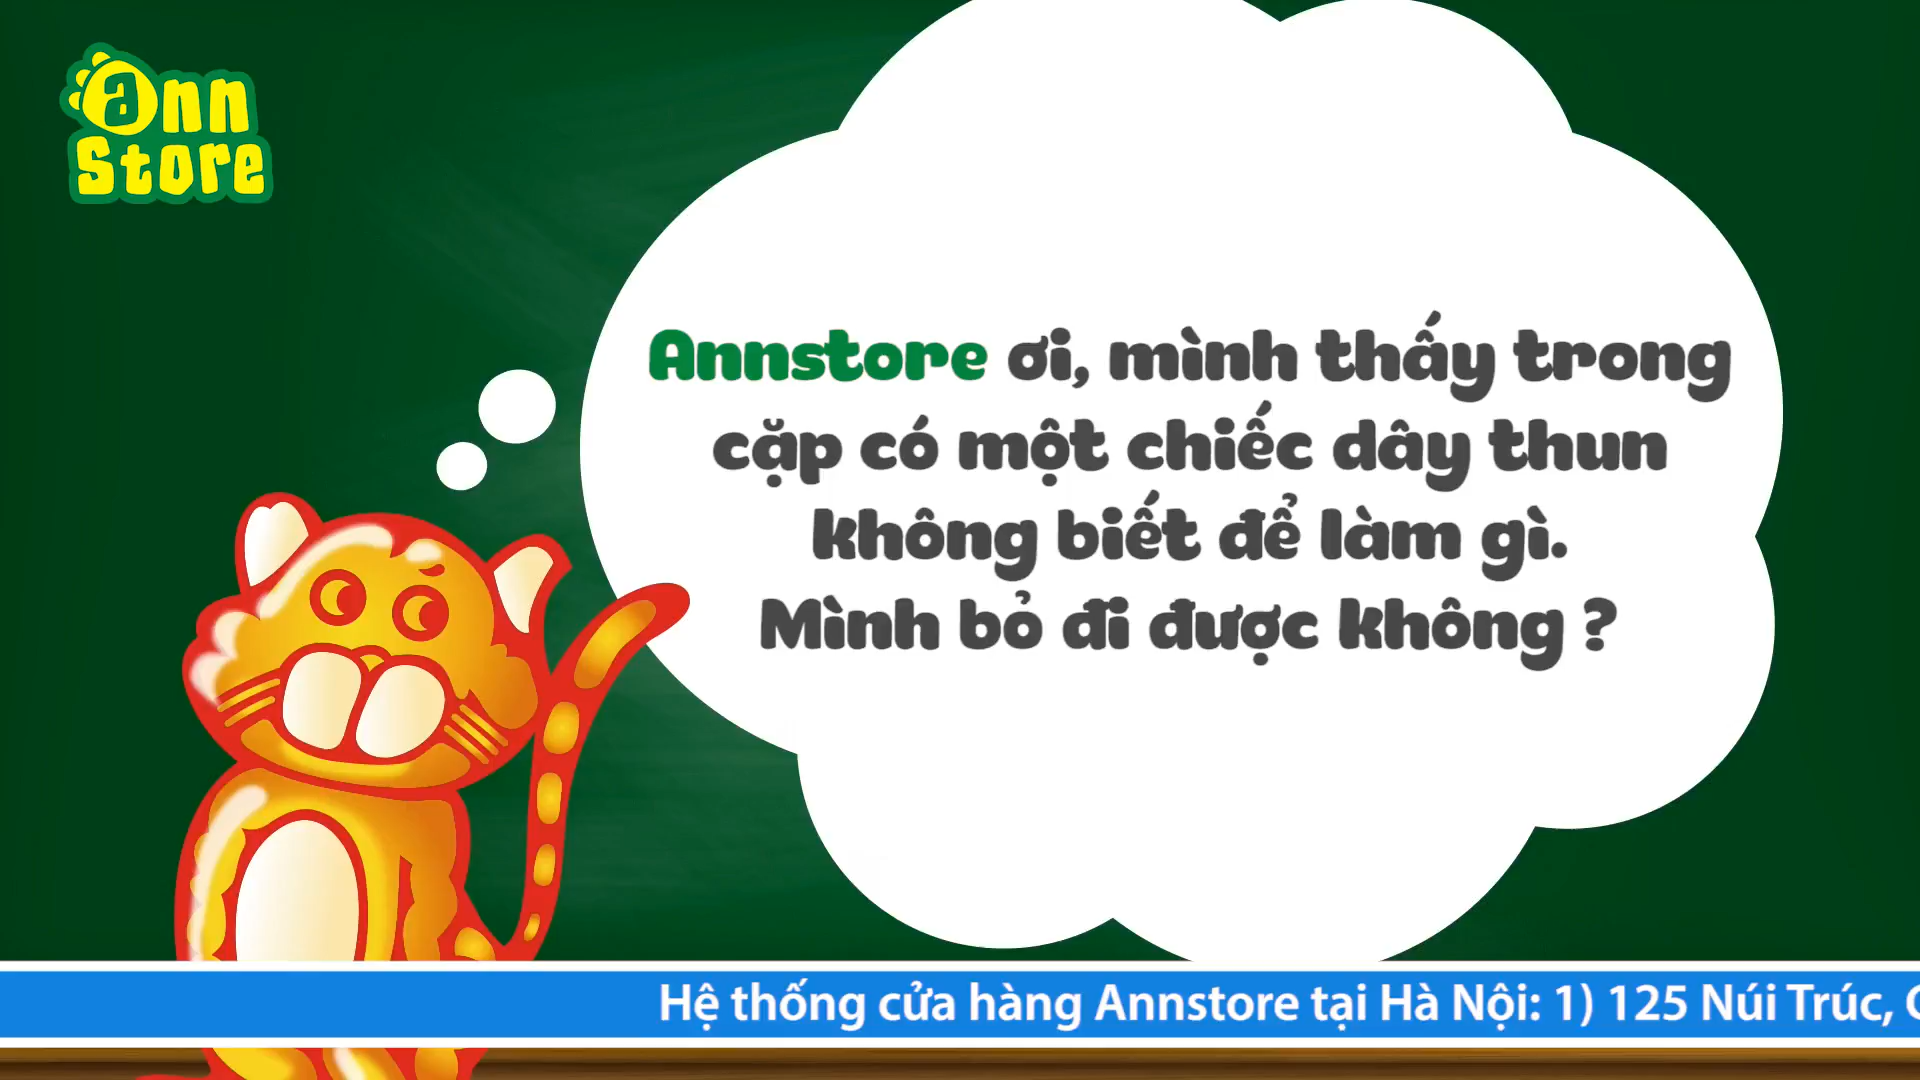 ann
store
Annstore ơi, mình thấy trong
cặp có một chiếc dây thun
không biết để làm gì.
Mình bỏ đi được không ?
Hệ thống cửa hàng Annstore tại Hà Nội: 1) 125 Núi Trúc,